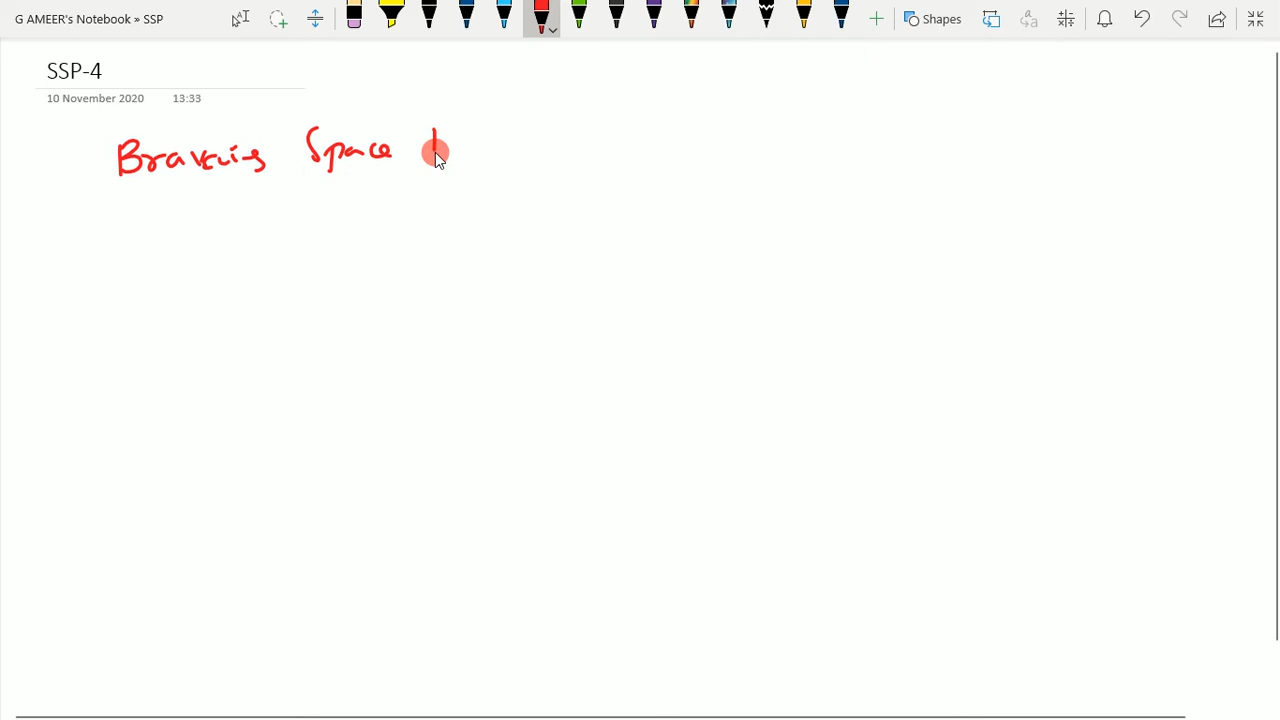 G AMEER's Notebook » SSP
Shapes
SSP-4
10 November 2020 13:33
Bravais Space l